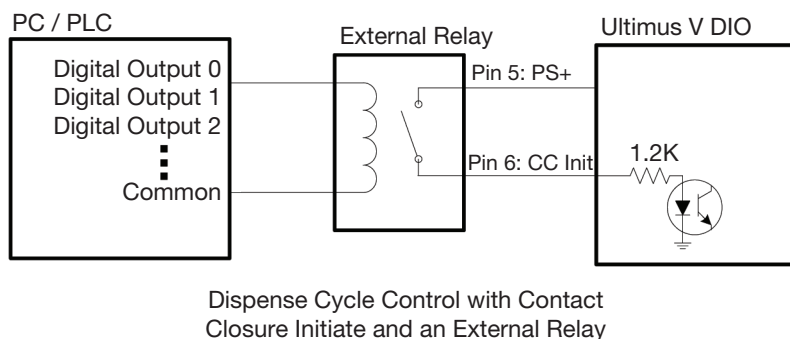 PC / PLC
Digital Output 0
Digital Output 1
Digital Output 2
Common
External Relay
Pin 5: PS+
Pin 6: CC Init
Ultimus V DIO
1.2K
Dispense Cycle Control with Contact
Closure Initiate and an External Relay